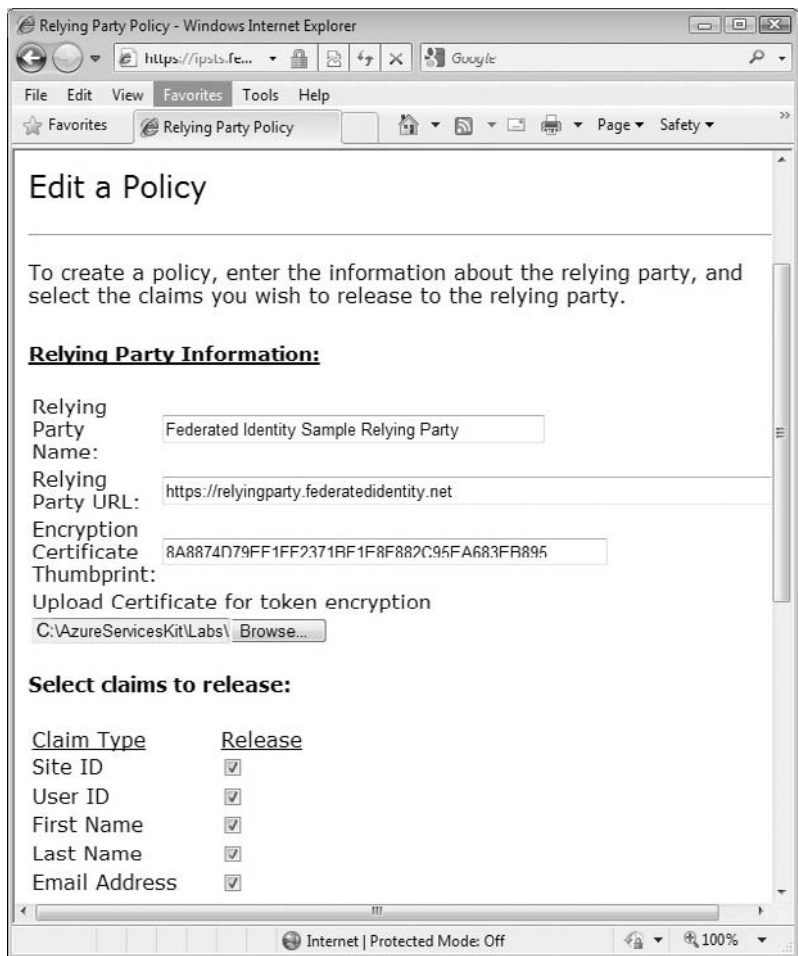 Relying Party Policy - Windows Internet Explorer
https://ipsts.fe...
Google
File Edit View Favorites Tools Help
Favorites Relying Party Policy Page Safety
Edit a Policy
To create a policy, enter the information about the relying party, and
select the claims you wish to release to the relying party.
Relying Party Information:
Relying
Party
Name:
Federated Identity Sample Relying Party
Relying
Party URL:
https://relyingparty.federatedidentity.net
Encryption
Certificate
Thumbprint:
Upload Certificate for token encryption
C:\AzureServicesKit\Labs\ Browse...
Select claims to release:
Claim Type Release
Site ID
User ID
First Name
Last Name
Email Address
Internet | Protected Mode: Off 100%